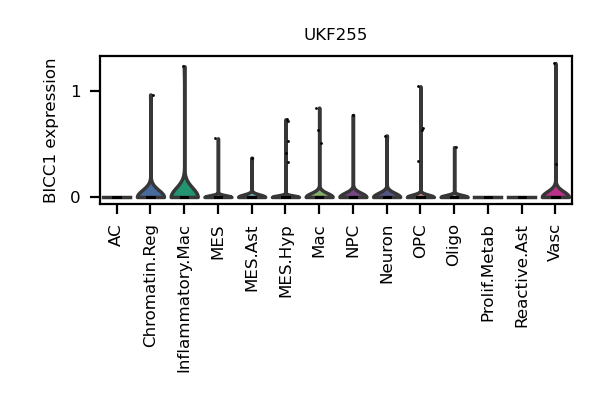 UKF255
BICC1 expression
1
0
AC
Chromatin.Reg
Inflammatory.Mac
MES
MES.Ast
MES.Hyp
Mac
NPC
Neuron
OPC
Oligo
Prolif.Metab
Reactive.Ast
Vasc